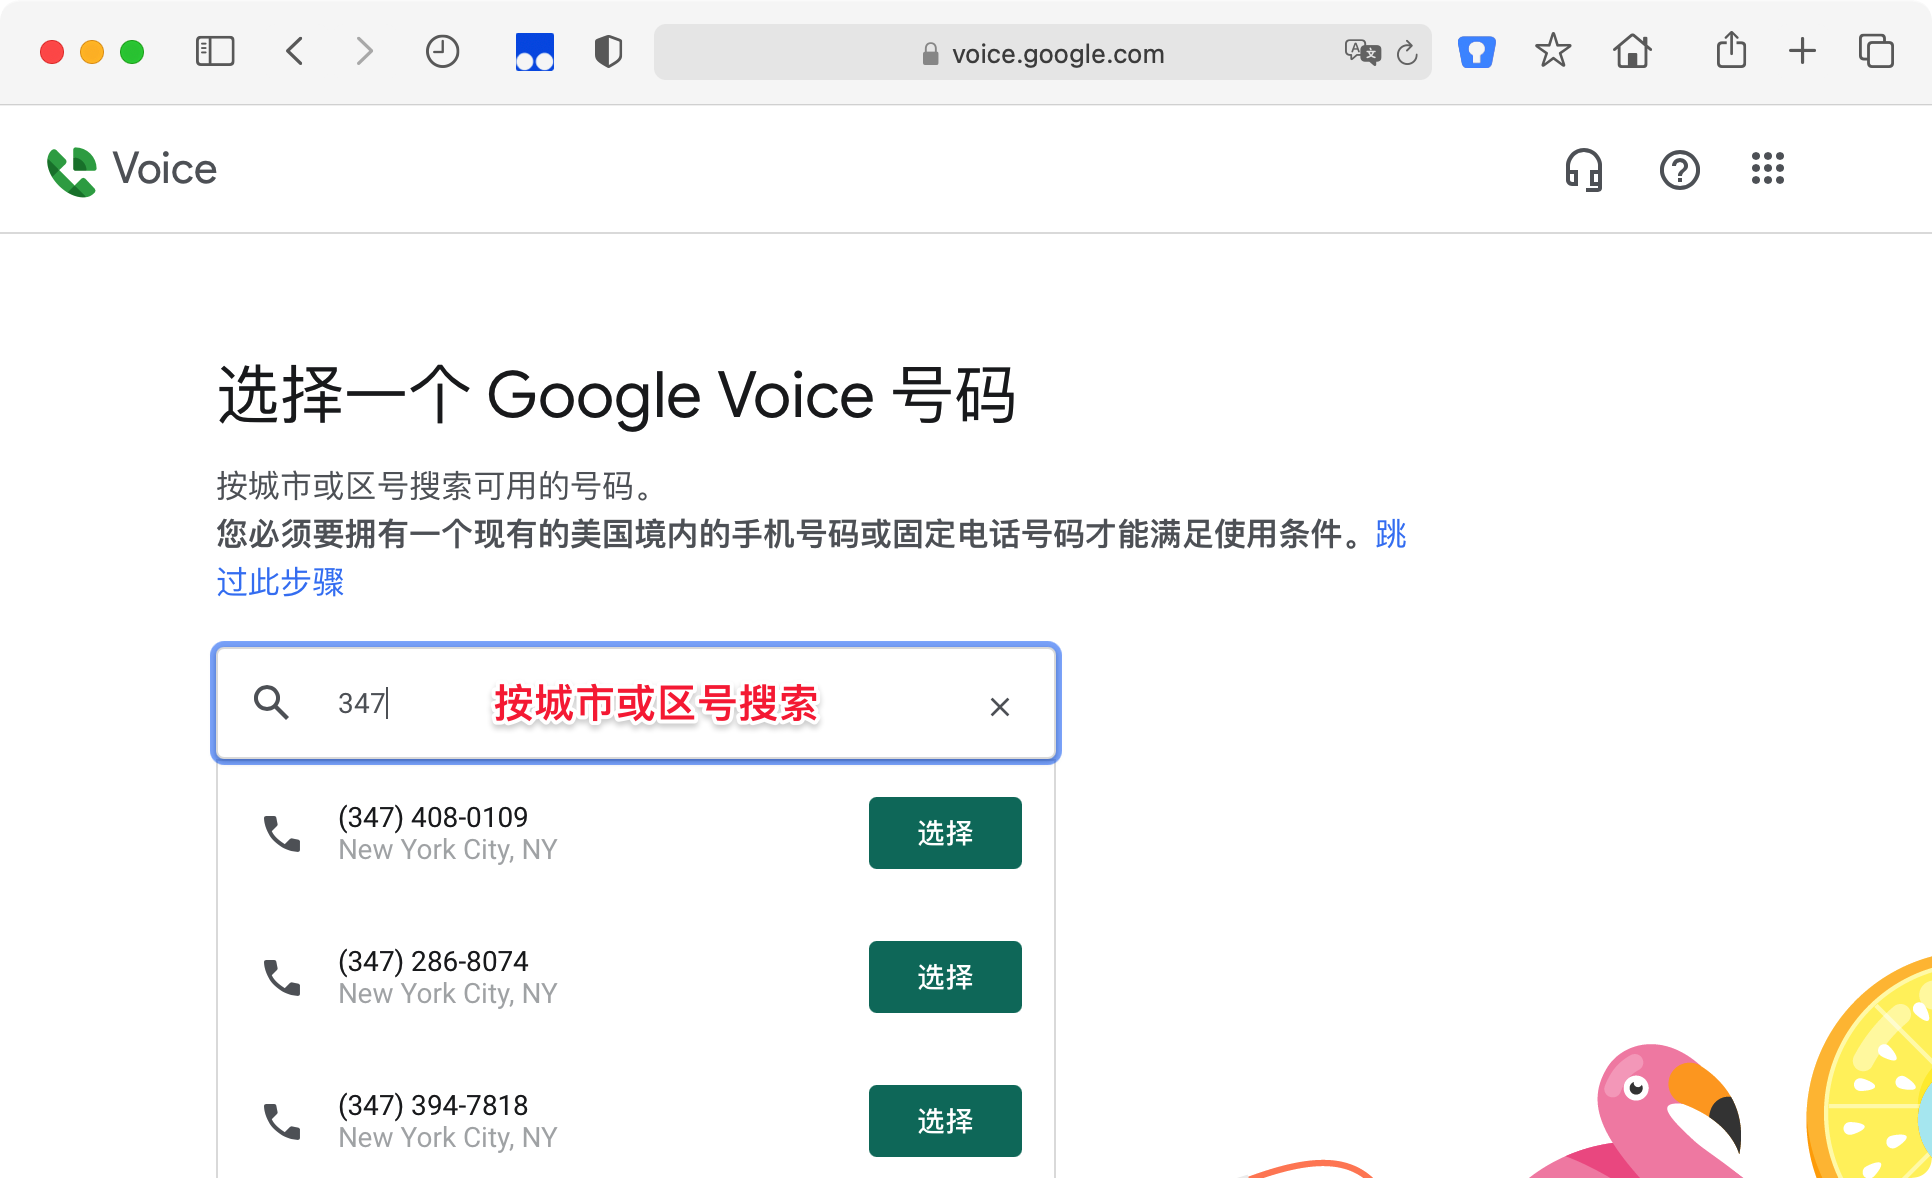 voice.google.com
Voice
选择一个 Google Voice 号码
按城市或区号搜索可用的号码。
您必须要拥有一个现有的美国境内的手机号码或固定电话号码才能满足使用条件。跳
过此步骤
347 按城市或区号搜索
(347) 408-0109
New York City, NY
选择
(347) 286-8074
New York City, NY
选择
(347) 394-7818
New York City, NY
选择